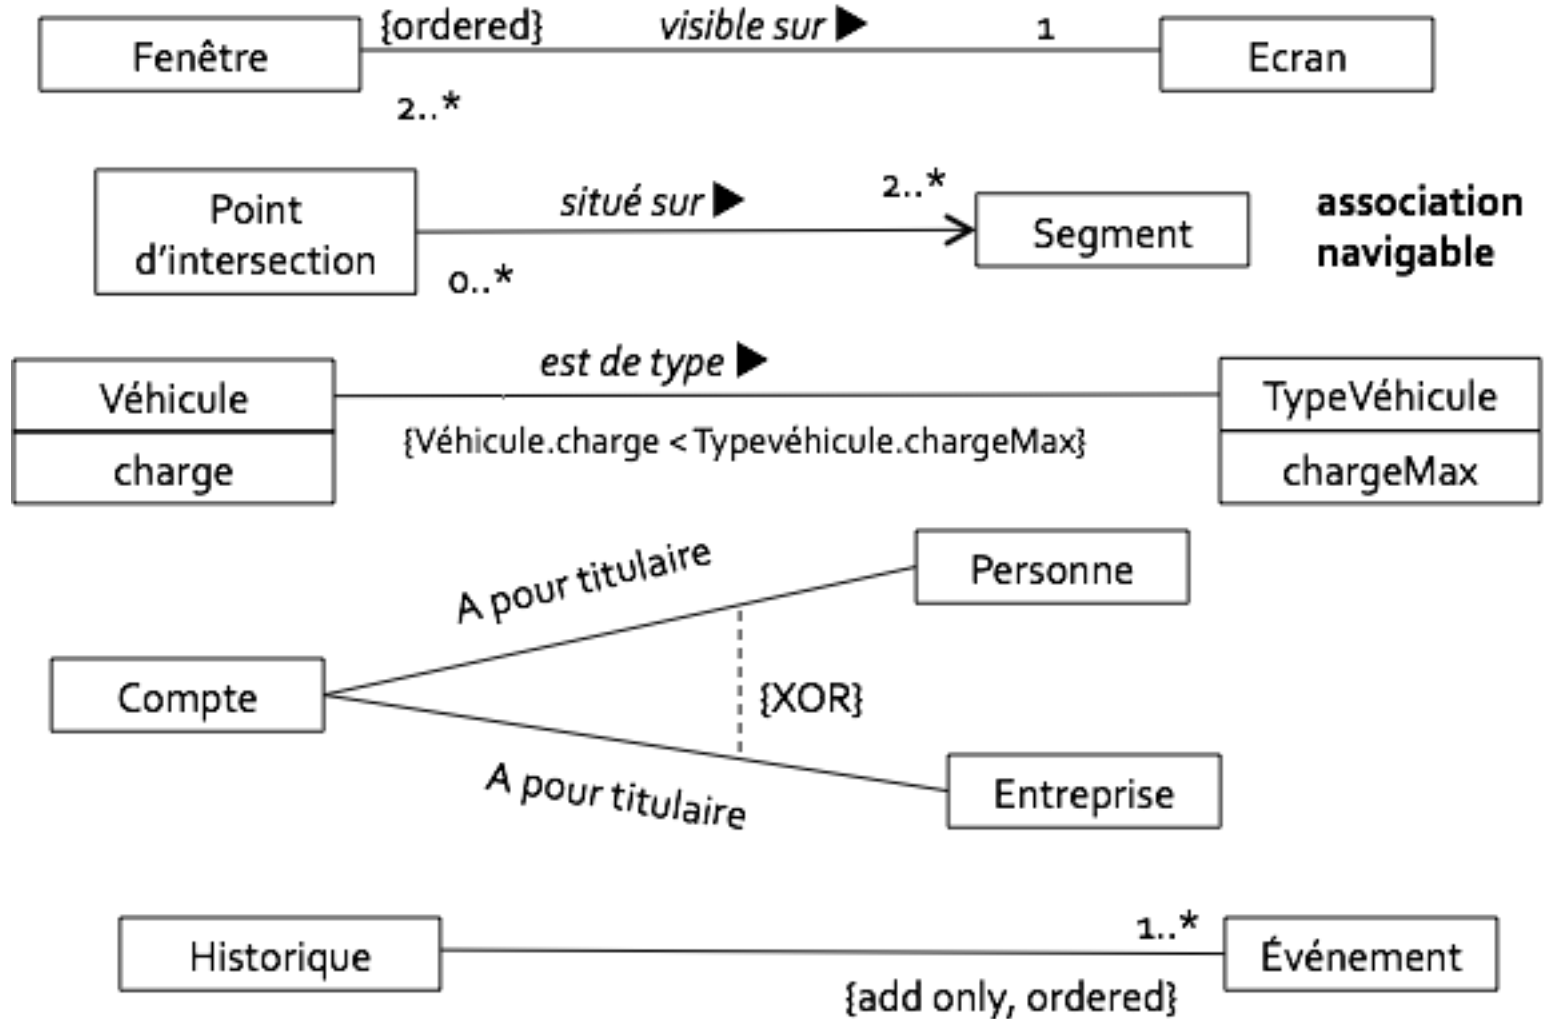 {ordered}
visible sur ▶
1
Fenêtre
Ecran
2..*
Point
d'intersection
situé sur ▶
2..*
Segment
0..*
association
navigable
est de type ▶
Véhicule
charge
{Véhicule.charge < Typevéhicule.chargeMax}
TypeVéhicule
chargeMax
A pour titulaire
Personne
Compte
{XOR}
A pour titulaire
Entreprise
Historique
1..*
Événement
{add only, ordered}